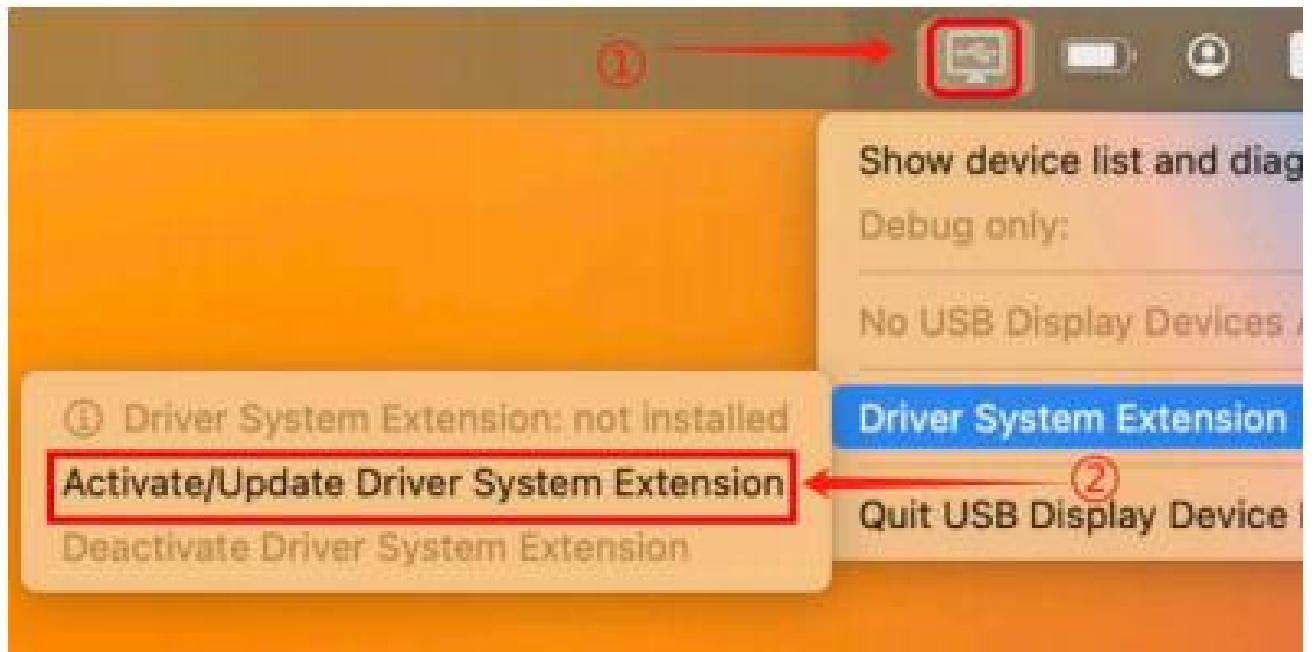 ①
Show device list and diag
Debug only:
No USB Display Devices
① Driver System Extension: not installed
Driver System Extension
Activate/Update Driver System Extension
②
Quit USB Display Device
Deactivate Driver System Extension